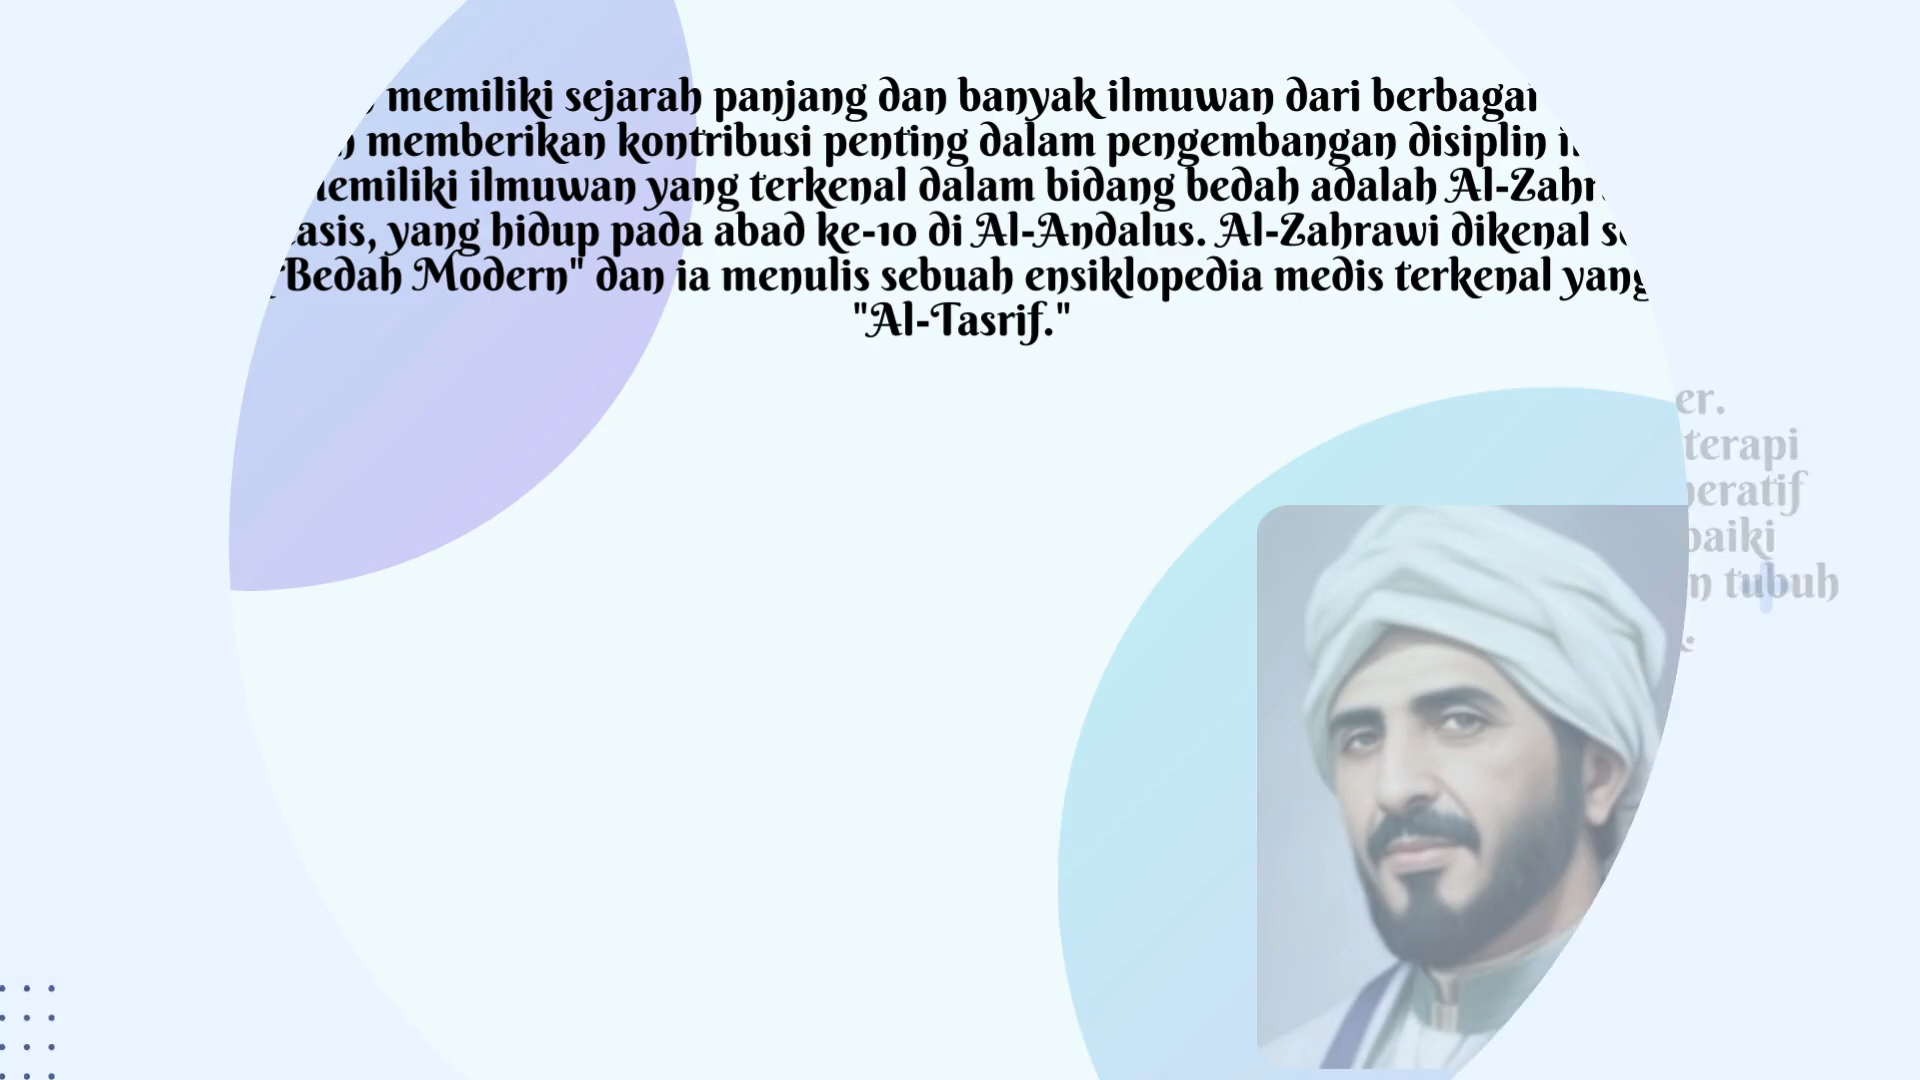 memiliki sejarah panjang dan banyak ilmuwan dari berbagai
memberikan kontribusi penting dalam pengembangan disiplin
memiliki ilmuwan yang terkenal dalam bidang bedah adalah Al-Zahr
asis, yang hidup pada abad ke-10 di Al-Andalus. Al-Zahrawi dikenal
"Bedah Modern" dan ia menulis sebuah ensiklopedia medis terkenal yang
"Al-Tasrif."
er.
terapi
peratif
baiki
n tubuh